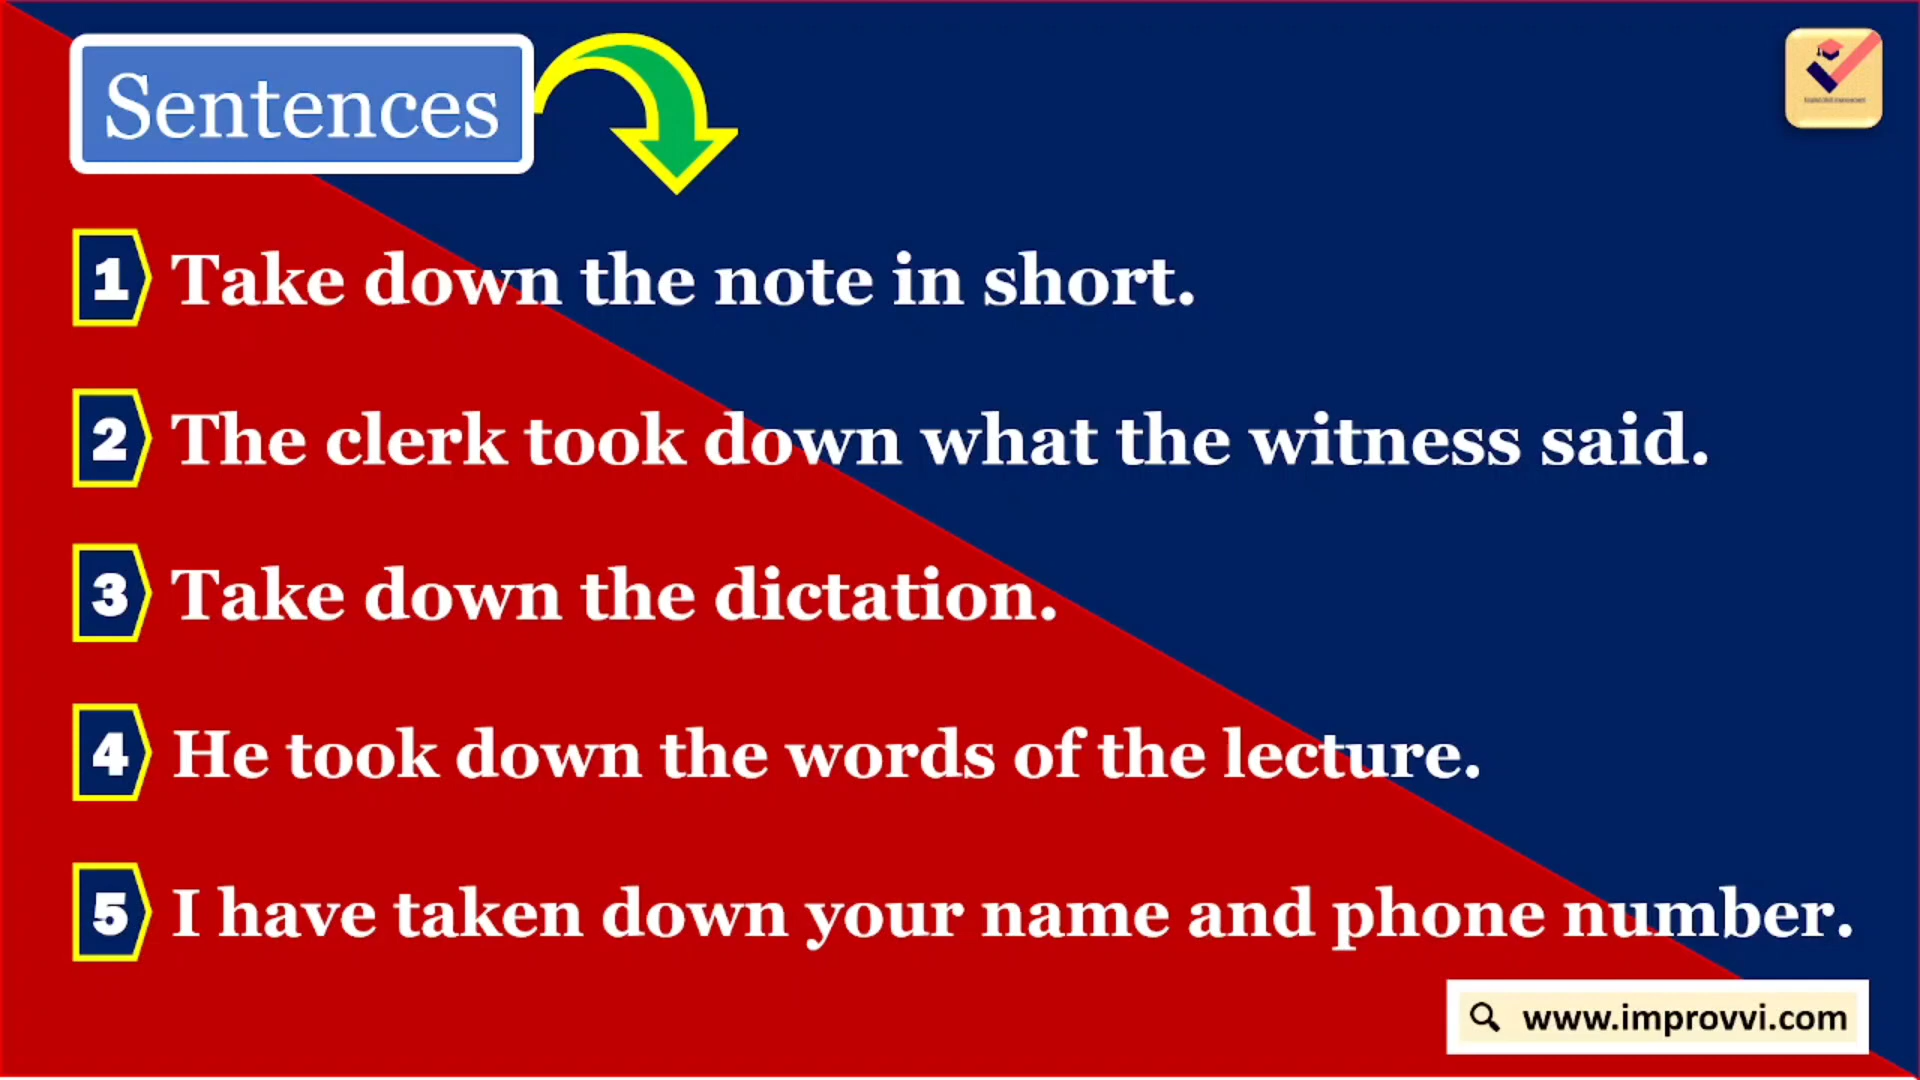 Sentences
1 Take down the note in short.
2 The clerk took down what the witness said.
3 Take down the dictation.
4 He took down the words of the lecture.
5 I have taken down your name and phone number.
www.improvvi.com